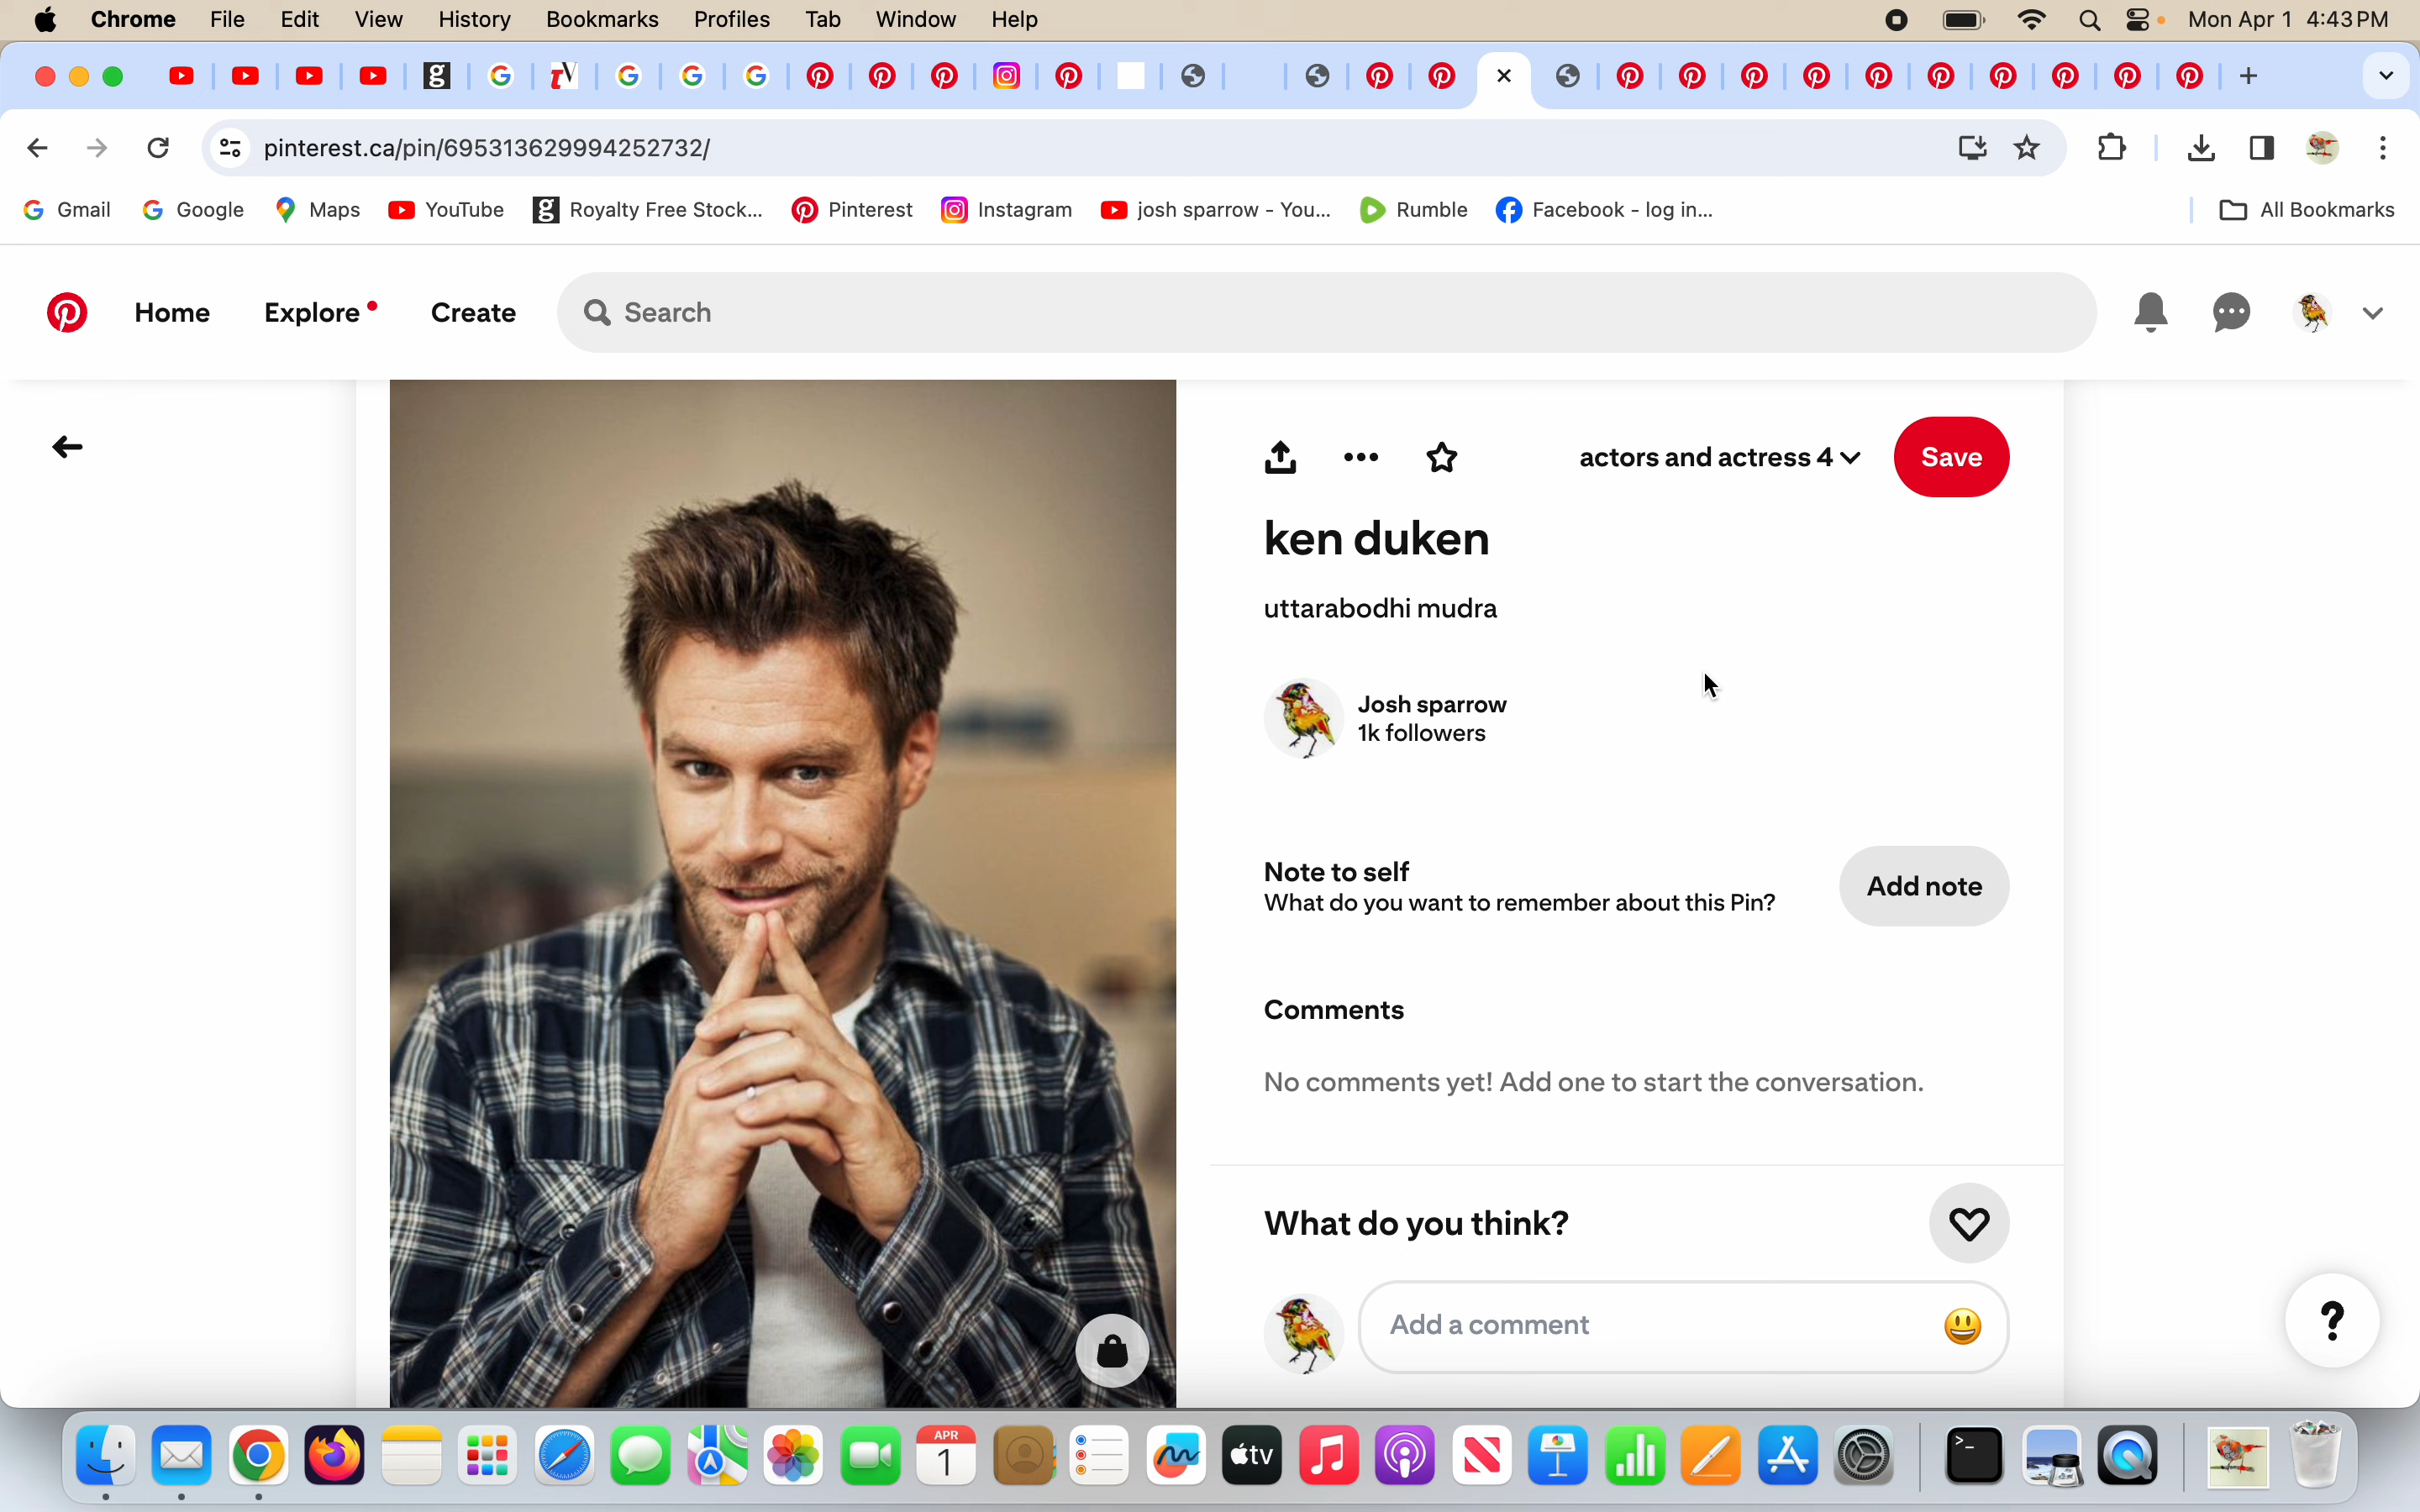 Chrome File Edit View History Bookmarks Profiles Tab Window Help Mon Apr 1 4:43 PM
pinterest.ca/pin/695313629994252732/
Gmail Google Maps YouTube Royalty Free Stock... Pinterest Instagram josh sparrow - You... Rumble Facebook - log in... All Bookmarks
Home Explore Create Search
actors and actress 4 Save
ken duken
uttarabodhi mudra
Josh sparrow
1k followers
Note to self
What do you want to remember about this Pin?
Add note
Comments
No comments yet! Add one to start the conversation.
What do you think?
Add a comment
?
APR
1
tv